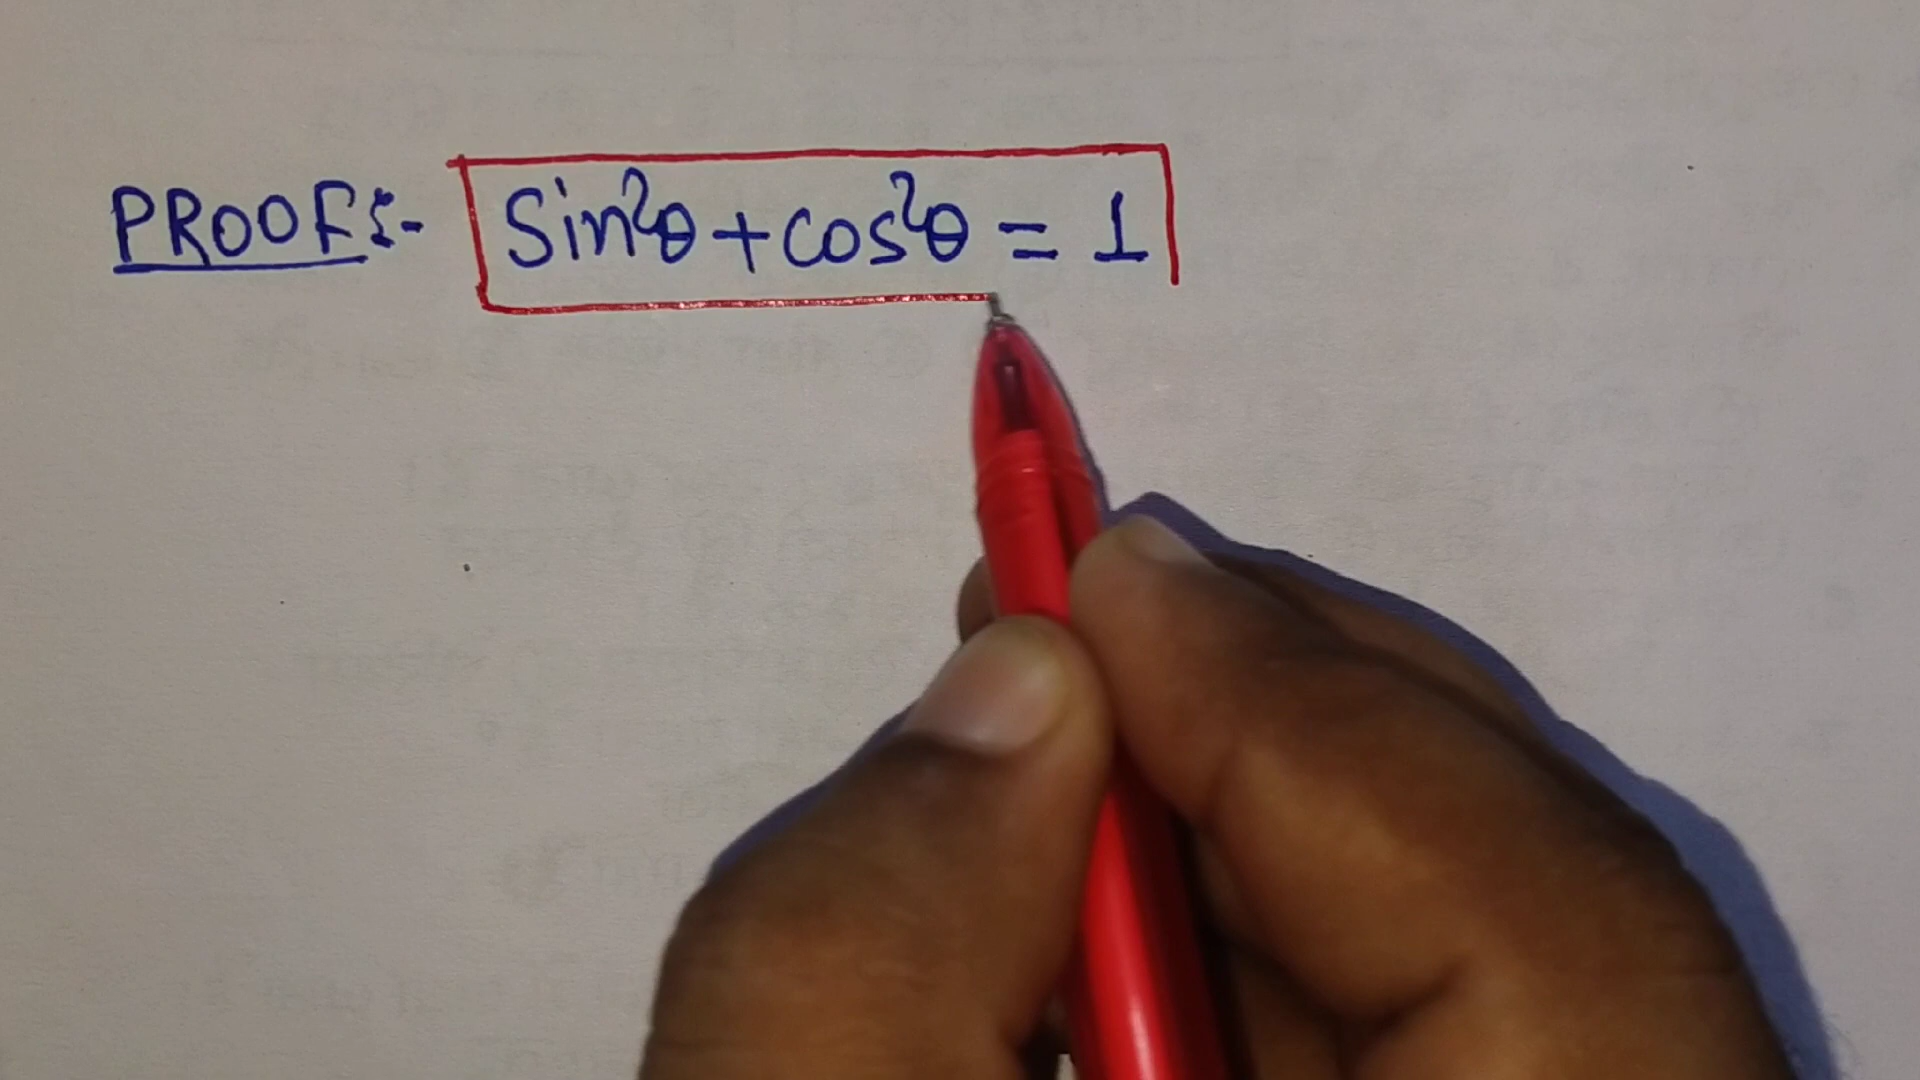 PROOF:- Sin²θ + cos²θ = 1